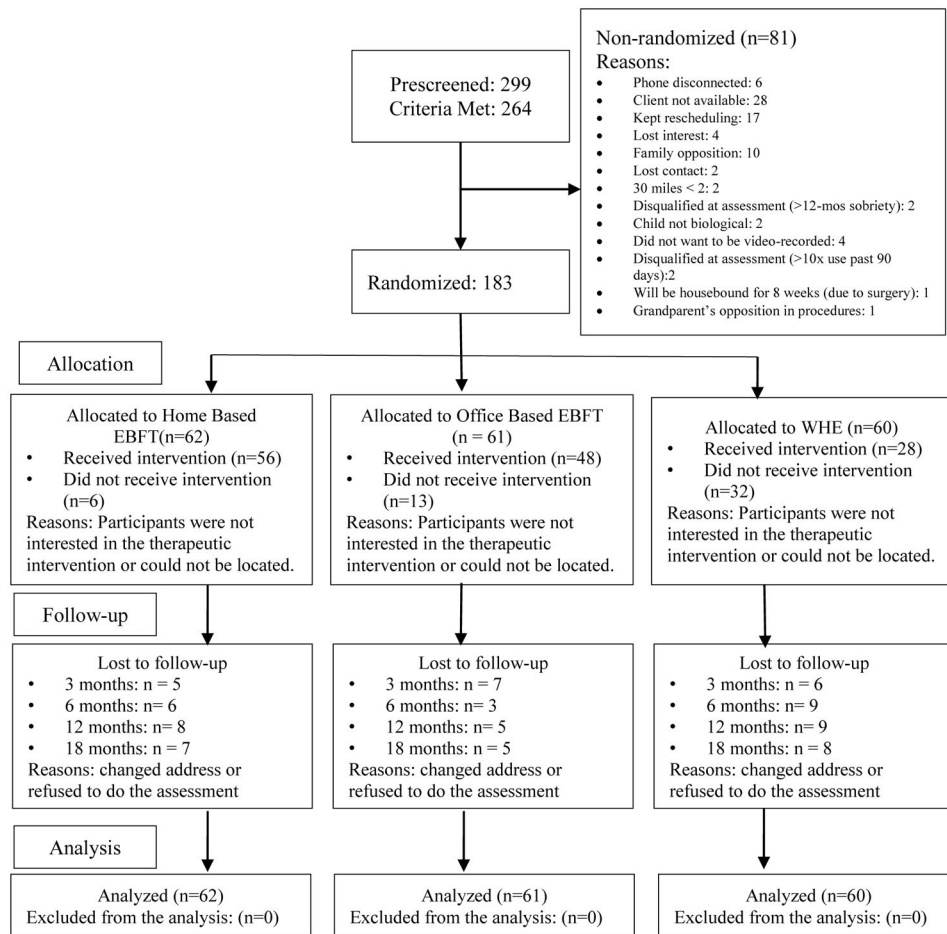 Prescreened: 299
Criteria Met: 264
Non-randomized (n=81)
Reasons:
• Phone disconnected: 6
• Client not available: 28
• Kept rescheduling: 17
• Lost interest: 4
• Family opposition: 10
• Lost contact: 2
• 30 miles < 2: 2
• Disqualified at assessment (>12-mos sobriety): 2
• Child not biological: 2
• Did not want to be video-recorded: 4
• Disqualified at assessment (>10x use past 90
days):2
• Will be housebound for 8 weeks (due to surgery): 1
• Grandparent's opposition in procedures: 1
Randomized: 183
Allocation
Allocated to Home Based
EBFT(n=62)
• Received intervention (n=56)
• Did not receive intervention
(n=6)
Reasons: Participants were not
interested in the therapeutic
intervention or could not be located.
Allocated to Office Based EBFT
(n = 61)
• Received intervention (n=48)
• Did not receive intervention
(n=13)
Reasons: Participants were not
interested in the therapeutic
intervention or could not be located.
Allocated to WHE (n=60)
• Received intervention (n=28)
• Did not receive intervention
(n=32)
Reasons: Participants were not
interested in the therapeutic
intervention or could not be located.
Follow-up
Lost to follow-up
• 3 months: n = 5
• 6 months: n= 6
• 12 months: n= 8
• 18 months: n = 7
Reasons: changed address or
refused to do the assessment
Lost to follow-up
• 3 months: n = 7
• 6 months: n= 3
• 12 months: n= 5
• 18 months: n = 5
Reasons: changed address or
refused to do the assessment
Lost to follow-up
• 3 months: n = 6
• 6 months: n= 9
• 12 months: n= 9
• 18 months: n = 8
Reasons: changed address or
refused to do the assessment
Analysis
Analyzed (n=62)
Excluded from the analysis: (n=0)
Analyzed (n=61)
Excluded from the analysis: (n=0)
Analyzed (n=60)
Excluded from the analysis: (n=0)